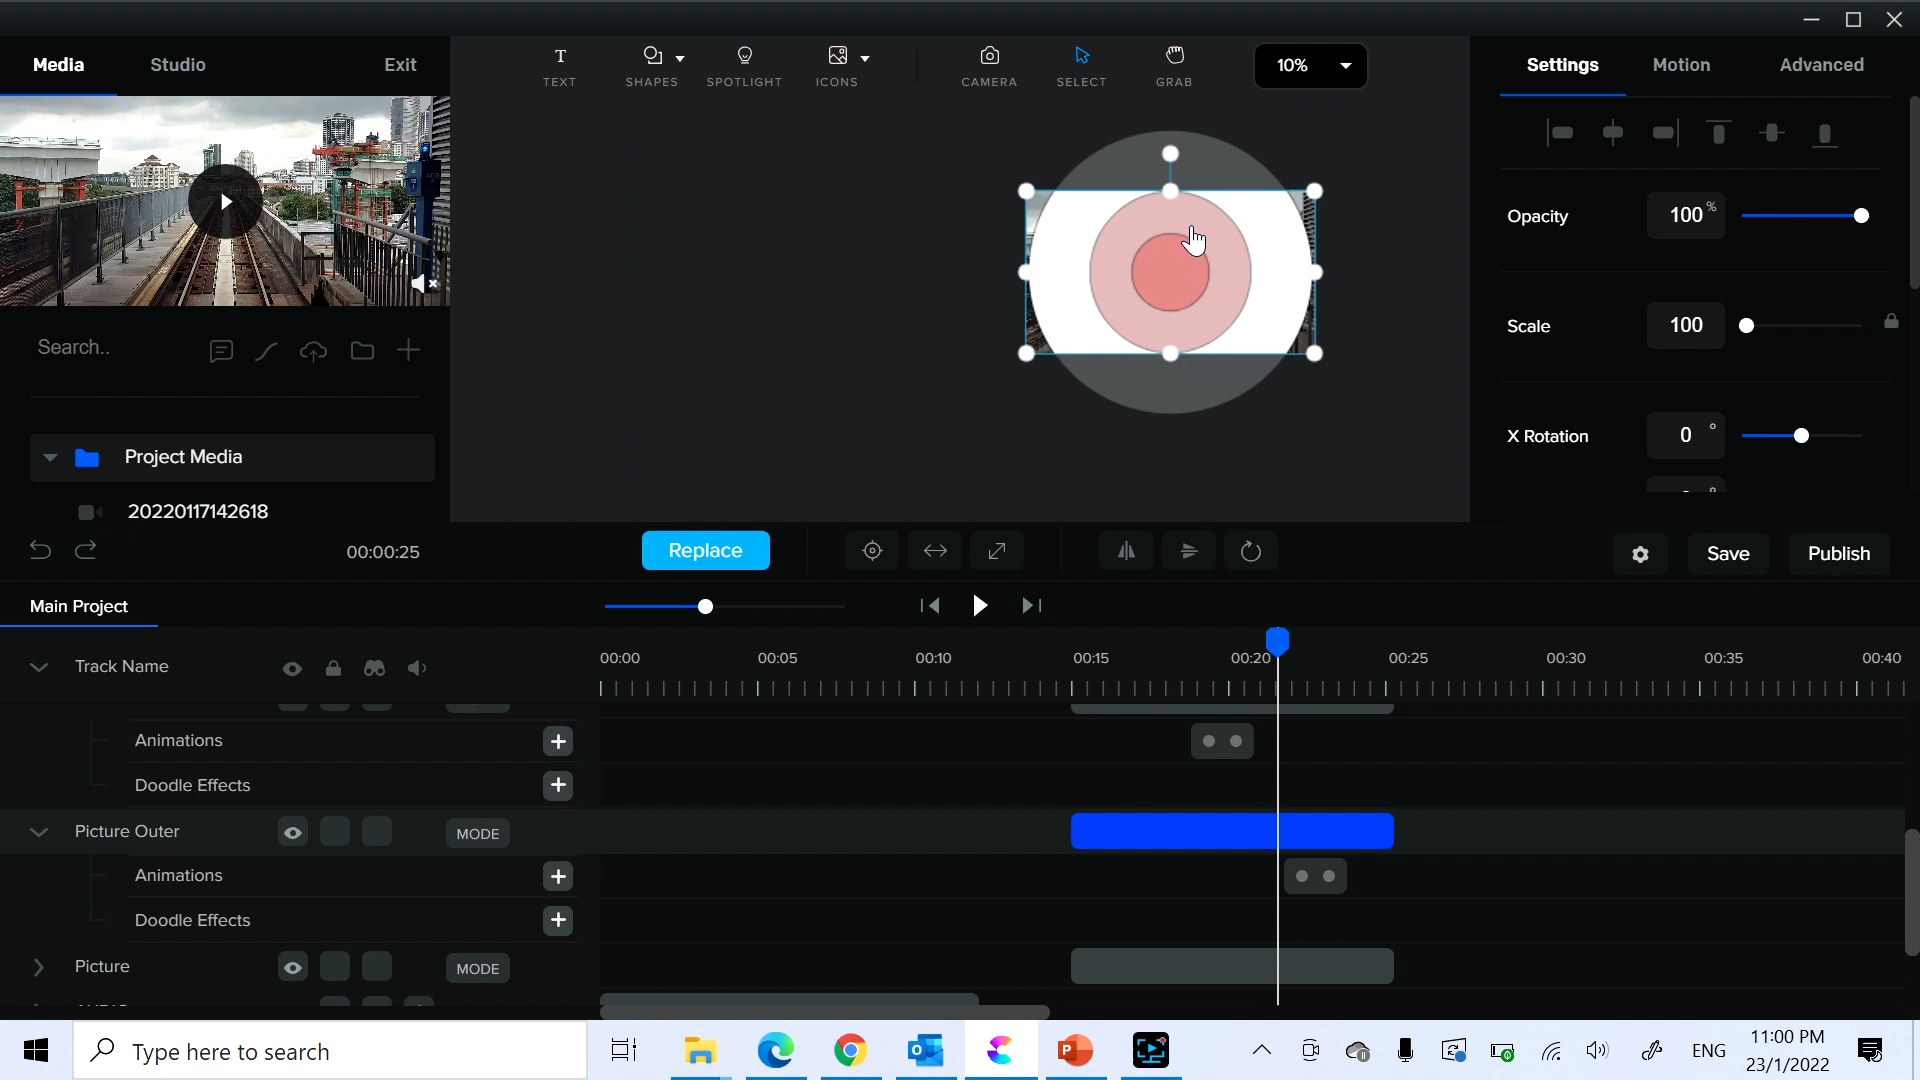 Media
Studio
Exit
TEXT
SHAPES
SPOTLIGHT
ICONS
CAMERA
SELECT
GRAB
10%
Settings
Motion
Advanced
Opacity
100 %
Scale
100
X Rotation
0 °
Search..
Project Media
20220117142618
00:00:25
Replace
Save
Publish
Main Project
Track Name
00:00
00:05
00:10
00:15
00:20
00:25
00:30
00:35
00:40
Animations
Doodle Effects
Picture Outer
MODE
Animations
Doodle Effects
Picture
MODE
Type here to search
ENG
11:00 PM
23/1/2022